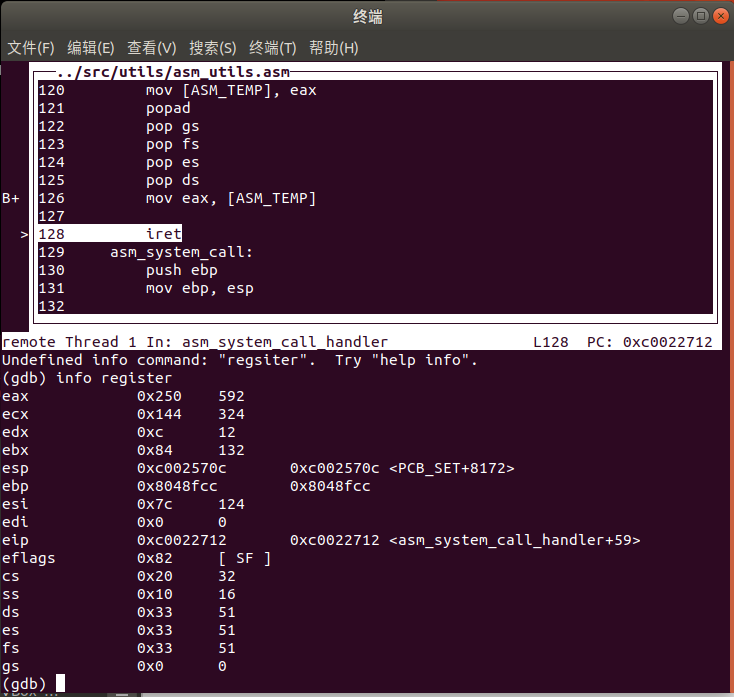 终端
文件(F) 编辑(E) 查看(V) 搜索(S) 终端(T) 帮助(H)
../src/utils/asm_utils.asm
120         mov [ASM_TEMP], eax
121         popad
122         pop gs
123         pop fs
124         pop es
125         pop ds
B+ 126         mov eax, [ASM_TEMP]
127
> 128         iret
129     asm_system_call:
130         push ebp
131         mov ebp, esp
132
remote Thread 1 In: asm_system_call_handler                L128  PC: 0xc0022712
Undefined info command: "regsiter".  Try "help info".
(gdb) info register
eax            0x250    592
ecx            0x144    324
edx            0xc      12
ebx            0x84     132
esp            0xc002570c       0xc002570c <PCB_SET+8172>
ebp            0x8048fcc        0x8048fcc
esi            0x7c     124
edi            0x0      0
eip            0xc0022712       0xc0022712 <asm_system_call_handler+59>
eflags         0x82     [ SF ]
cs             0x20     32
ss             0x10     16
ds             0x33     51
es             0x33     51
fs             0x33     51
gs             0x0      0
(gdb)